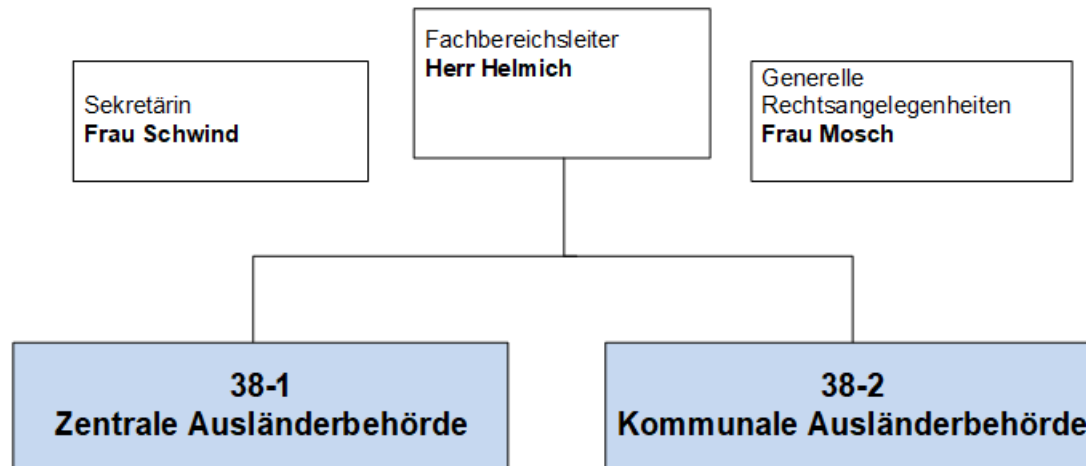 Fachbereichsleiter
Herr Helmich
Sekretärin
Frau Schwind
Generelle
Rechtsangelegenheiten
Frau Mosch
38-1
Zentrale Ausländerbehörde
38-2
Kommunale Ausländerbehörde